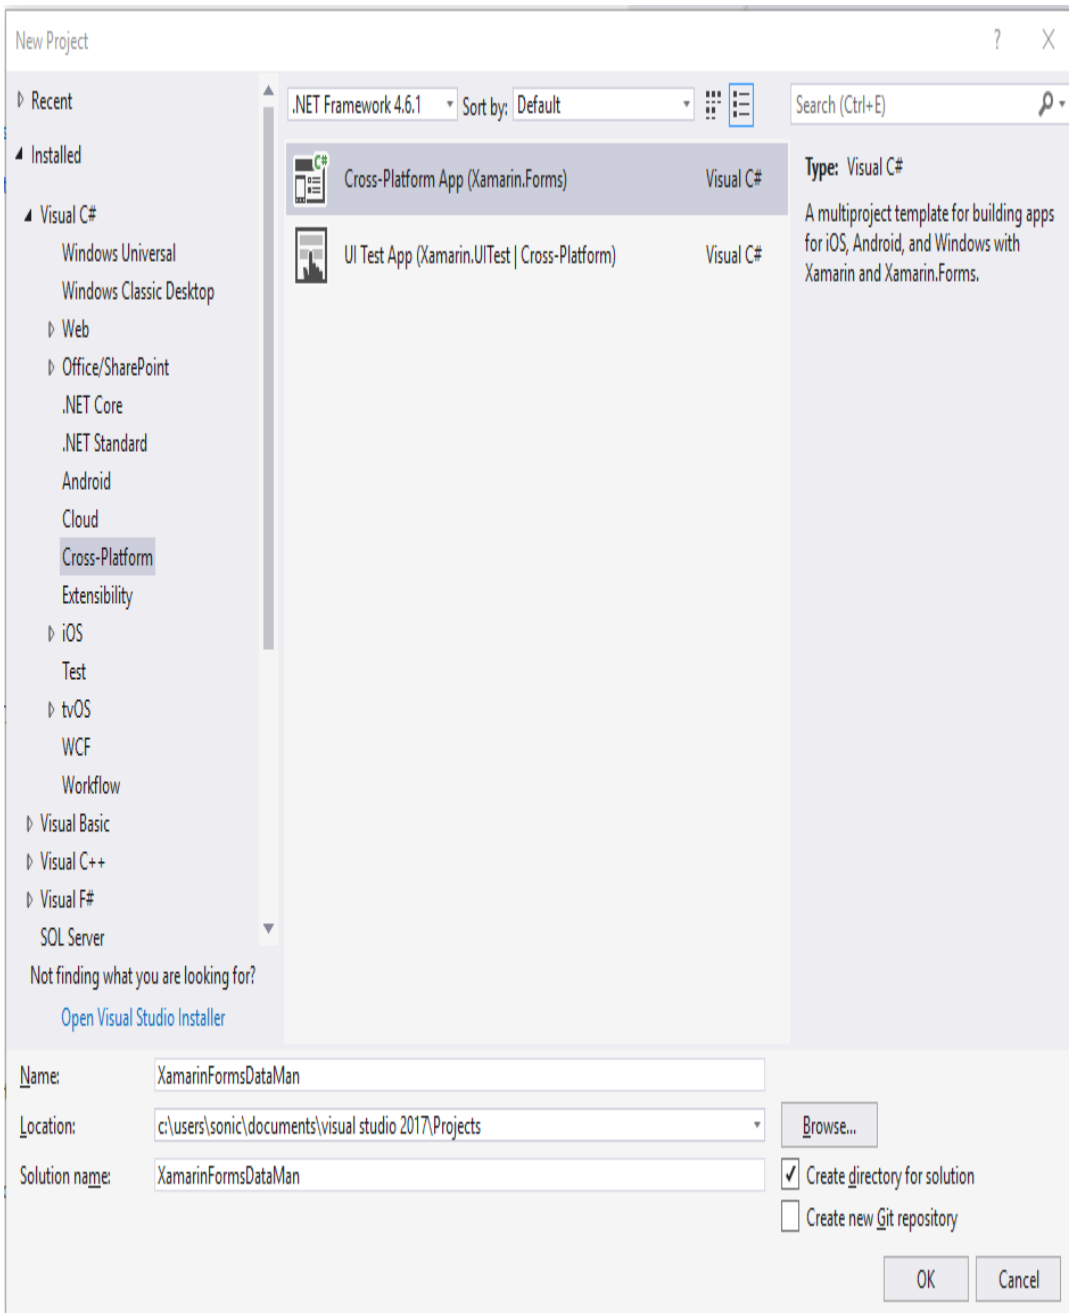 New Project
?
Recent
Installed
Visual C#
Windows Universal
Windows Classic Desktop
Web
Office/SharePoint
.NET Core
.NET Standard
Android
Cloud
Cross-Platform
Extensibility
iOS
Test
tvOS
WCF
Workflow
Visual Basic
Visual C++
Visual F#
SQL Server
Not finding what you are looking for?
Open Visual Studio Installer
.NET Framework 4.6.1 Sort by: Default
C#
Cross-Platform App (Xamarin.Forms) Visual C#
UI Test App (Xamarin.UITest | Cross-Platform) Visual C#
Search (Ctrl+E)
Type: Visual C#
A multiproject template for building apps
for iOS, Android, and Windows with
Xamarin and Xamarin.Forms.
Name: XamarinFormsDataMan
Location: c:\users\sonic\documents\visual studio 2017\Projects Browse...
Solution name: XamarinFormsDataMan
Create directory for solution
Create new Git repository
OK Cancel